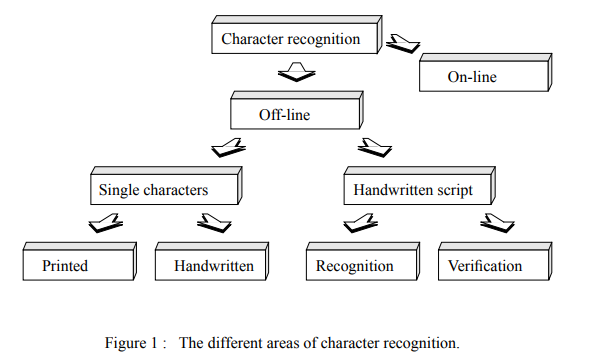 Character recognition
On-line
Off-line
Single characters
Handwritten script
Printed
Handwritten
Recognition
Verification
Figure 1 : The different areas of character recognition.